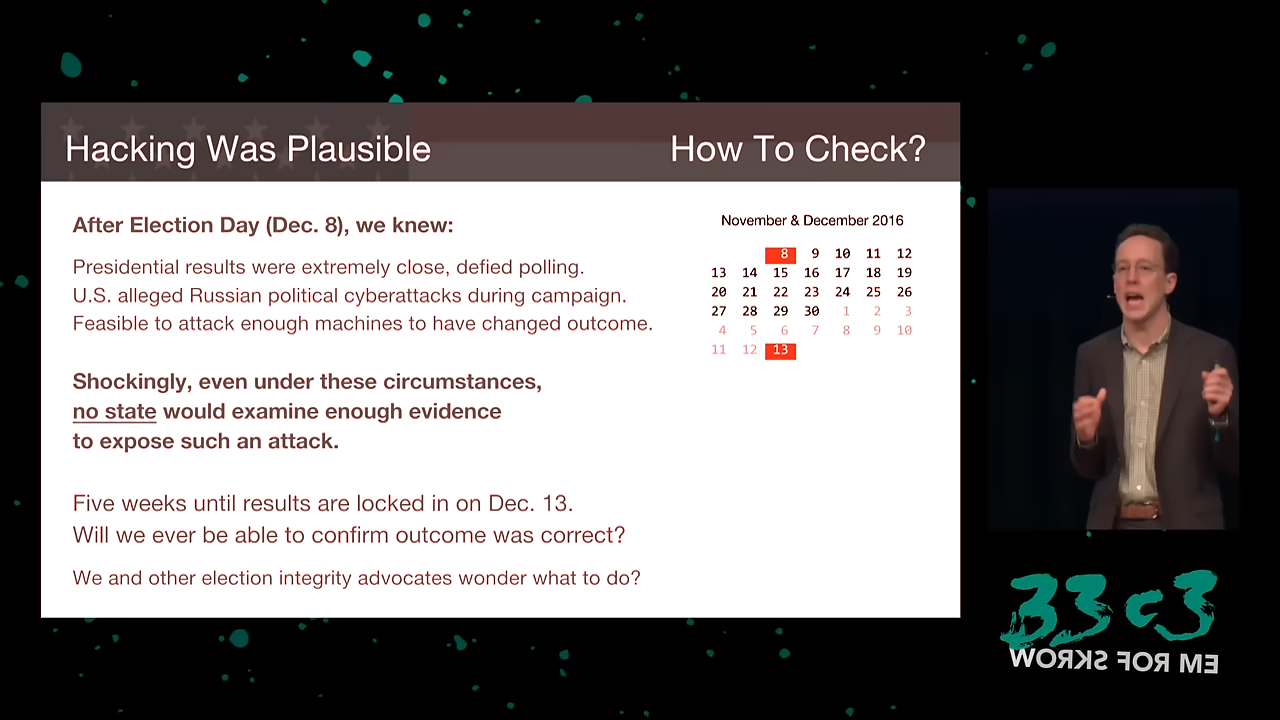 Hacking Was Plausible
How To Check?
After Election Day (Dec. 8), we knew:
Presidential results were extremely close, defied polling.
U.S. alleged Russian political cyberattacks during campaign.
Feasible to attack enough machines to have changed outcome.
Shockingly, even under these circumstances,
no state would examine enough evidence
to expose such an attack.
Five weeks until results are locked in on Dec. 13.
Will we ever be able to confirm outcome was correct?
We and other election integrity advocates wonder what to do?
November & December 2016
8 9 10 11 12
13 14 15 16 17 18 19
20 21 22 23 24 25 26
27 28 29 30 1 2 3
4 5 6 7 8 9 10
11 12 13
33c3
WORKS FOR ME